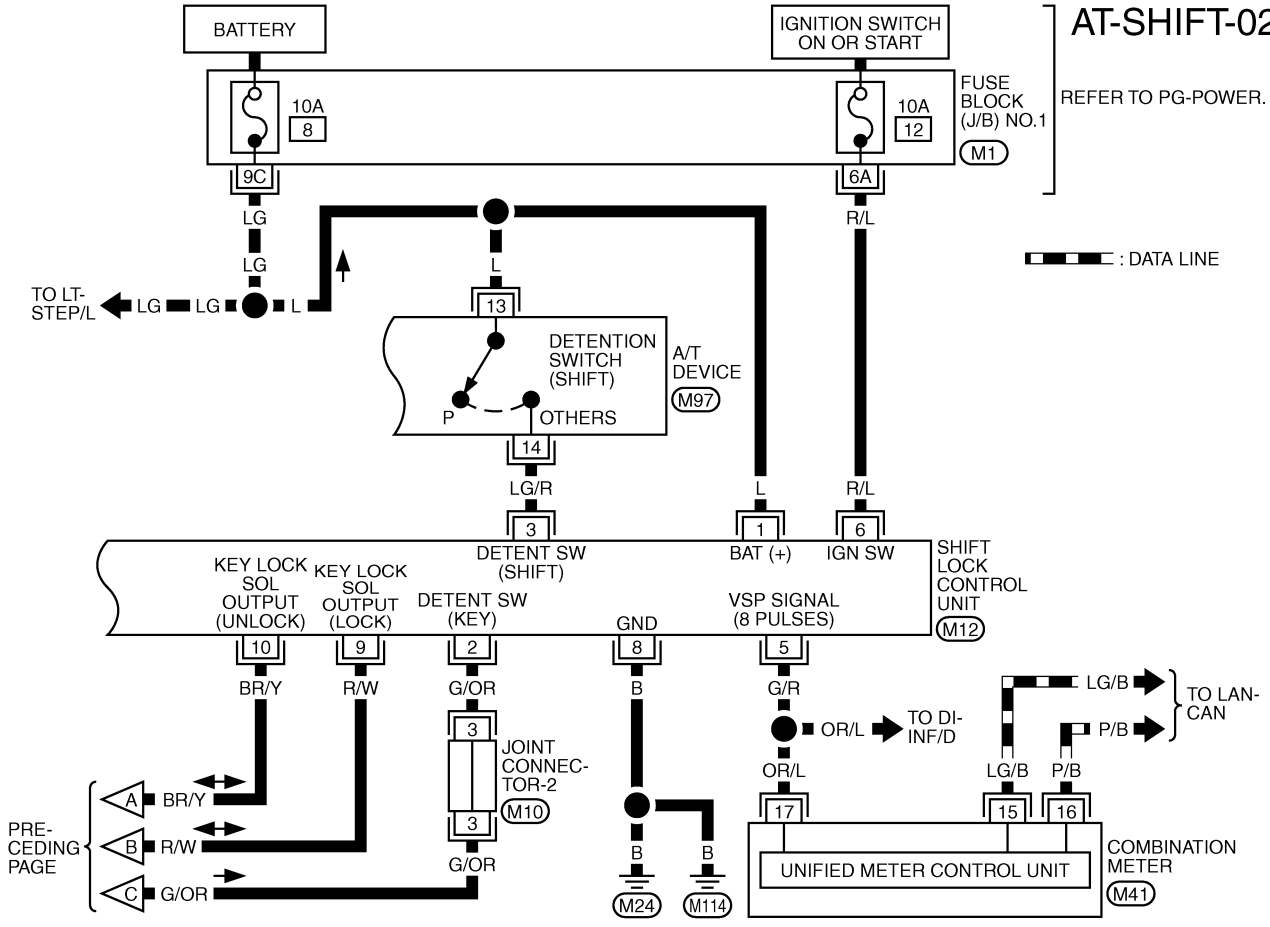 AT-SHIFT-02
BATTERY
IGNITION SWITCH
ON OR START
10A
8
10A
12
FUSE
BLOCK
(J/B) NO.1
M1
REFER TO PG-POWER.
9C
6A
LG
R/L
LG
: DATA LINE
TO LT-
STEP/L
LG
LG
L
L
13
DETENTION
SWITCH
(SHIFT)
A/T
DEVICE
M97
P
OTHERS
14
LG/R
L
R/L
3
1
6
DETENT SW
(SHIFT)
BAT (+)
IGN SW
SHIFT
LOCK
CONTROL
UNIT
M12
KEY LOCK
SOL
OUTPUT
(UNLOCK)
KEY LOCK
SOL
OUTPUT
(LOCK)
DETENT SW
(KEY)
GND
VSP SIGNAL
(8 PULSES)
10
9
2
8
5
BR/Y
R/W
G/OR
B
G/R
LG/B
P/B
TO LAN-
CAN
3
OR/L
TO DI-
INF/D
JOINT
CONNEC-
TOR-2
M10
OR/L
LG/B
P/B
3
17
15
16
PRE-
CEDING
PAGE
A
BR/Y
B
R/W
C
G/OR
G/OR
B
B
M24
M114
UNIFIED METER CONTROL UNIT
COMBINATION
METER
M41